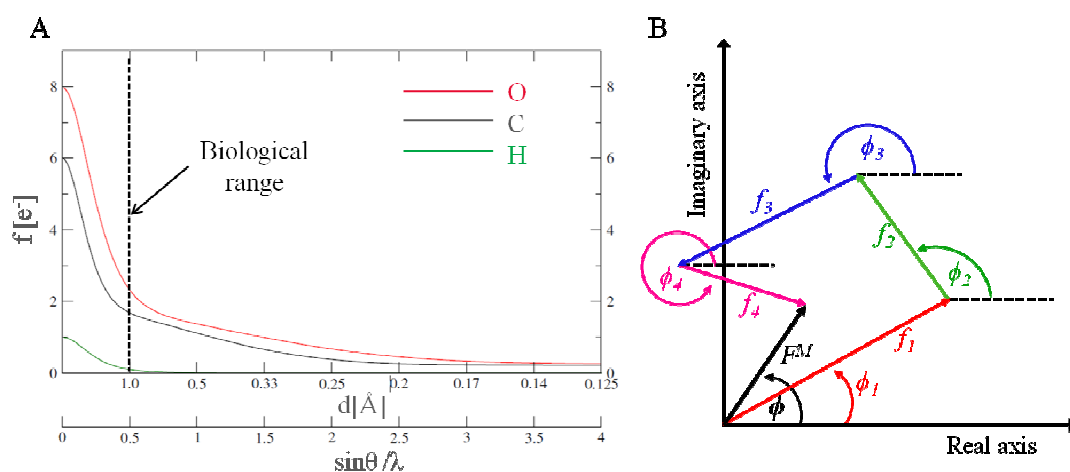 A
8
6
4
2
0
f [e-]
O
C
H
Biological
range
8
6
4
2
0
1.0 0.5 0.33 0.25 0.2 0.17 0.14 0.125
d[Å]
0 0.5 1 1.5 2 2.5 3 3.5 4
sinθ/λ
B
Imaginary axis
ϕ3
f3
f2
ϕ2
ϕ4
f4
FM
f1
ϕ1
ϕ
Real axis